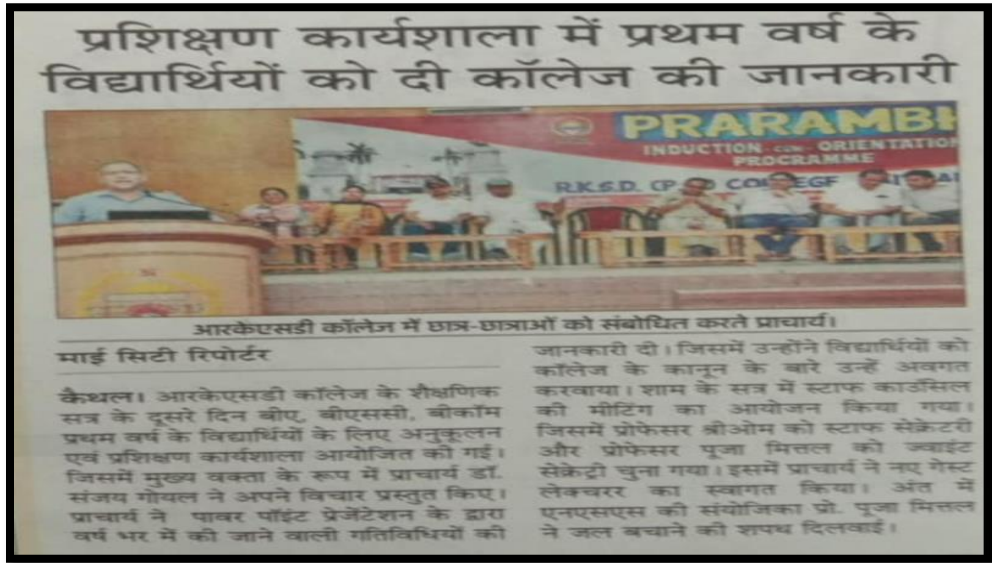 प्रशिक्षण कार्यशाला में प्रथम वर्ष के
विद्यार्थियों को दी कॉलेज की जानकारी
PRARAMBH
INDUCTION cum ORIENTATION
PROGRAMME
R.K.S.D. (P.G.) COLLEGE
आरकेएसडी कॉलेज में छात्र-छात्राओं को संबोधित करते प्राचार्य।
माई सिटी रिपोर्टर
कैथल। आरकेएसडी कॉलेज के शैक्षणिक
सत्र के दूसरे दिन बीए, बीएससी, बीकॉम
प्रथम वर्ष के विद्यार्थियों के लिए अनुकूलन
एवं प्रशिक्षण कार्यशाला आयोजित की गई।
जिसमें मुख्य वक्ता के रूप में प्राचार्य डॉ.
संजय गोयल ने अपने विचार प्रस्तुत किए।
प्राचार्य ने पावर पॉइंट प्रेजेंटेशन के द्वारा
वर्ष भर में की जाने वाली गतिविधियों की
जानकारी दी। जिसमें उन्होंने विद्यार्थियों को
कॉलेज के कानून के बारे उन्हें अवगत
करवाया। शाम के सत्र में स्टाफ काउंसिल
की मीटिंग का आयोजन किया गया।
जिसमें प्रोफेसर श्रीओम को स्टाफ सेक्रेटरी
और प्रोफेसर पूजा मित्तल को ज्वाइंट
सेक्रेट्री चुना गया। इसमें प्राचार्य ने नए गेस्ट
लेक्चरर का स्वागत किया। अंत में
एनएसएस की संयोजिका प्रो. पूजा मित्तल
ने जल बचाने की शपथ दिलवाई।